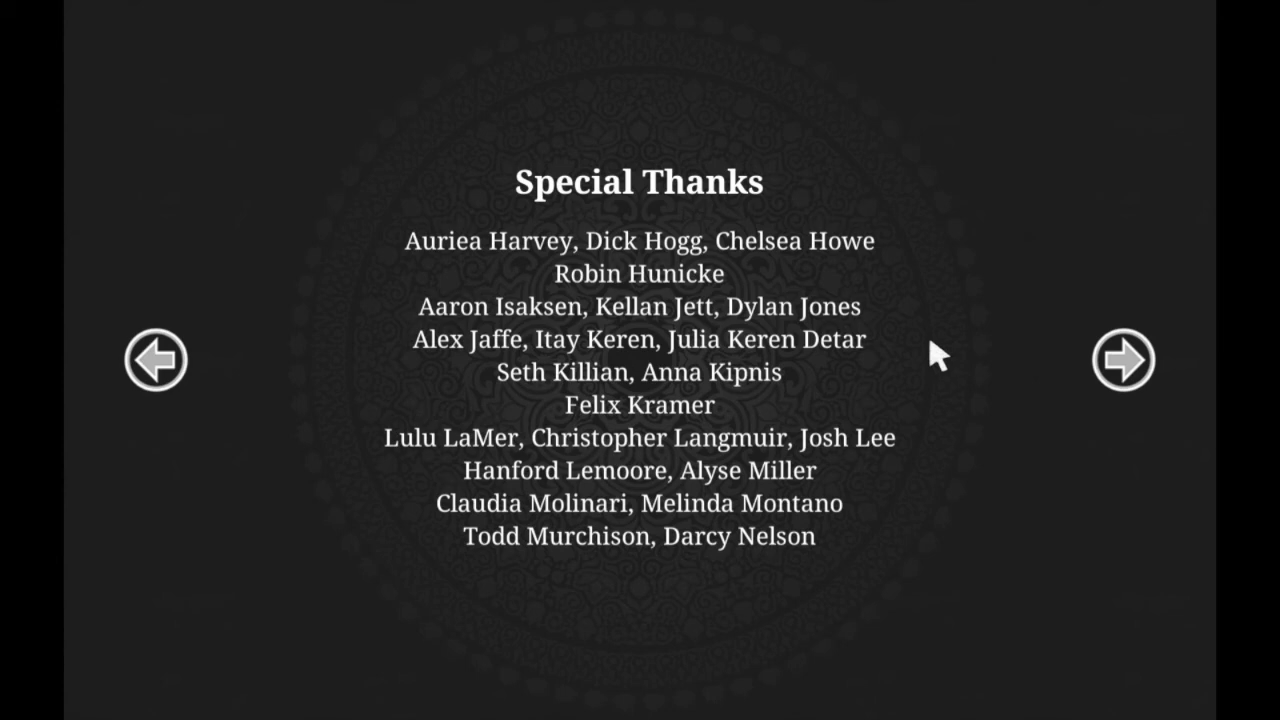 Special Thanks
Auriea Harvey, Dick Hogg, Chelsea Howe
Robin Hunicke
Aaron Isaksen, Kellan Jett, Dylan Jones
Alex Jaffe, Itay Keren, Julia Keren Detar
Seth Killian, Anna Kipnis
Felix Kramer
Lulu LaMer, Christopher Langmuir, Josh Lee
Hanford Lemoore, Alyse Miller
Claudia Molinari, Melinda Montano
Todd Murchison, Darcy Nelson